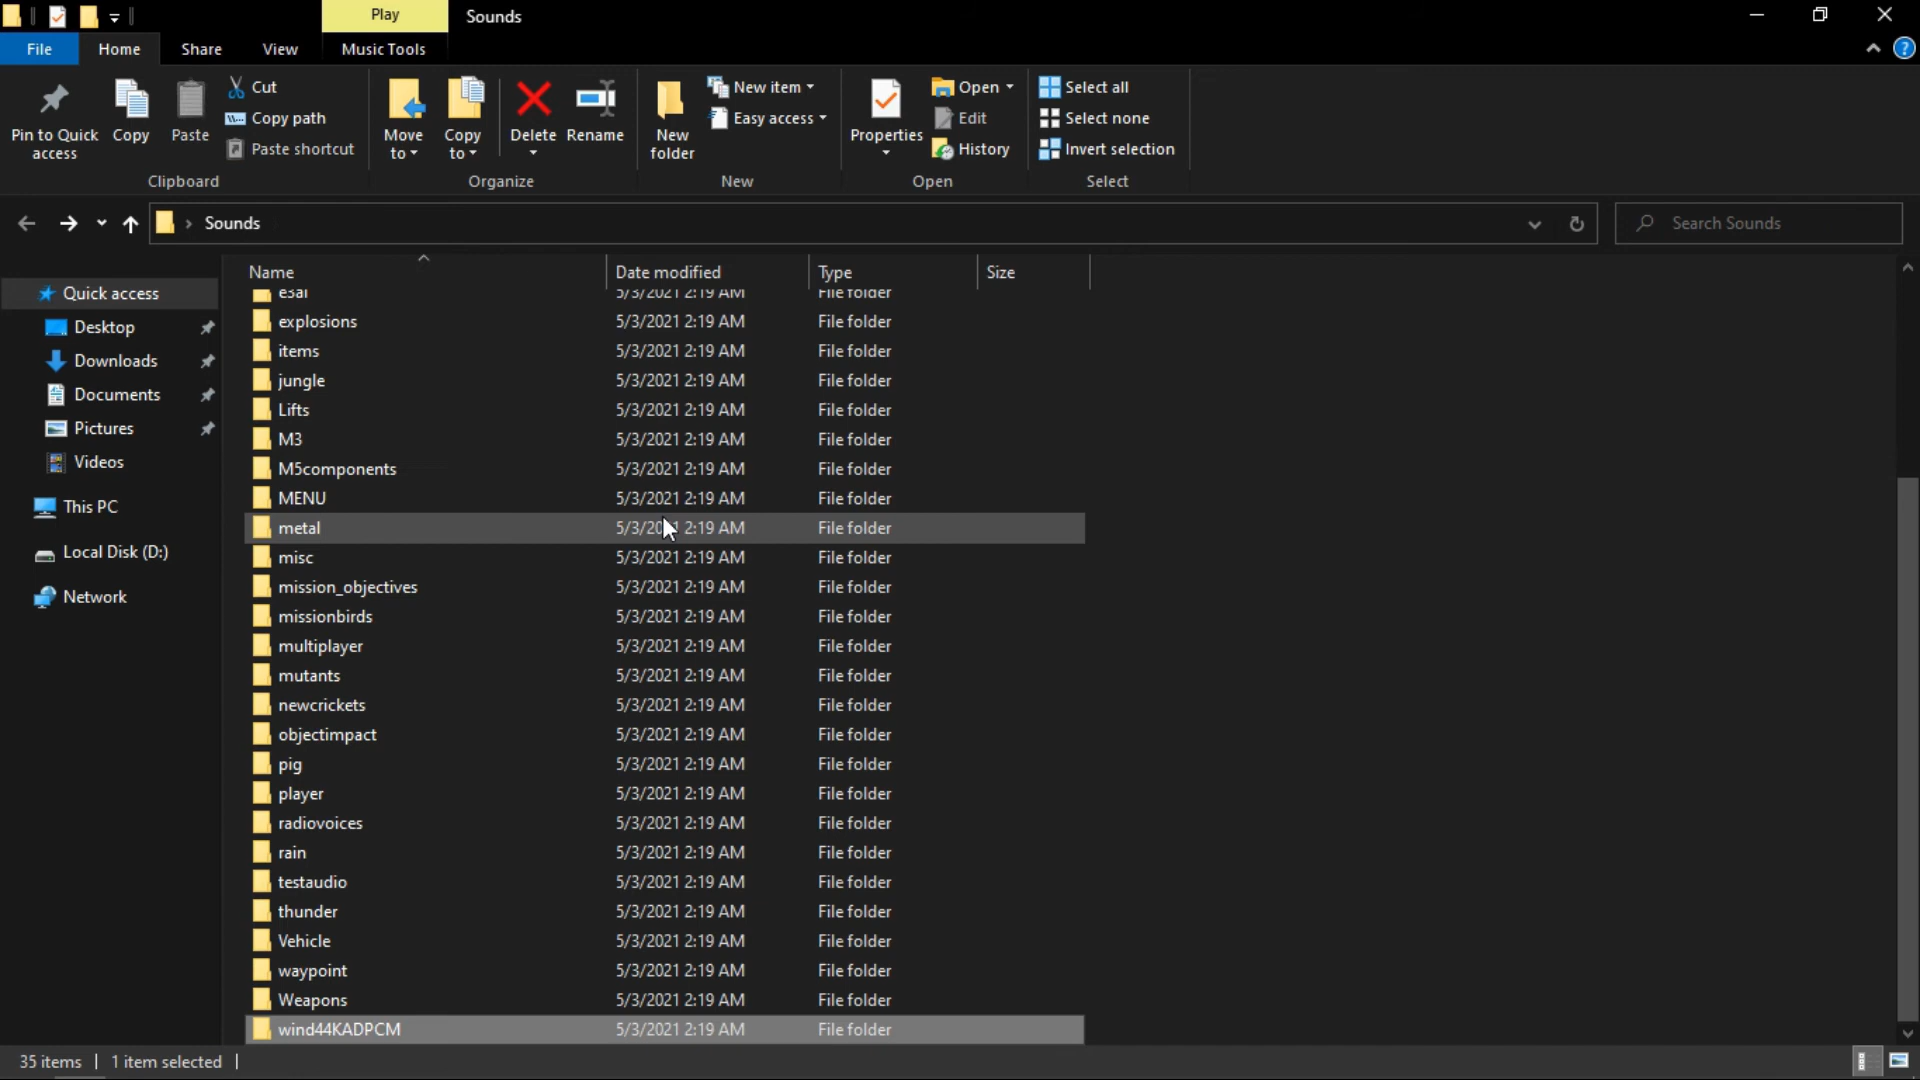 Play
Sounds
File
Home
Share
View
Music Tools
Pin to Quick access
Copy
Paste
Cut
Copy path
Paste shortcut
Move to
Copy to
Delete
Rename
New folder
New item
Easy access
Properties
Open
Edit
History
Select all
Select none
Invert selection
Clipboard
Organize
New
Open
Select
Sounds
Search Sounds
Name Date modified Type Size
Quick access
Desktop
Downloads
Documents
Pictures
Videos
This PC
Local Disk (D:)
Network
e3ai 5/3/2021 2:19 AM File folder
explosions 5/3/2021 2:19 AM File folder
items 5/3/2021 2:19 AM File folder
jungle 5/3/2021 2:19 AM File folder
Lifts 5/3/2021 2:19 AM File folder
M3 5/3/2021 2:19 AM File folder
M5components 5/3/2021 2:19 AM File folder
MENU 5/3/2021 2:19 AM File folder
metal 5/3/2021 2:19 AM File folder
misc 5/3/2021 2:19 AM File folder
mission_objectives 5/3/2021 2:19 AM File folder
missionbirds 5/3/2021 2:19 AM File folder
multiplayer 5/3/2021 2:19 AM File folder
mutants 5/3/2021 2:19 AM File folder
newcrickets 5/3/2021 2:19 AM File folder
objectimpact 5/3/2021 2:19 AM File folder
pig 5/3/2021 2:19 AM File folder
player 5/3/2021 2:19 AM File folder
radiovoices 5/3/2021 2:19 AM File folder
rain 5/3/2021 2:19 AM File folder
testaudio 5/3/2021 2:19 AM File folder
thunder 5/3/2021 2:19 AM File folder
Vehicle 5/3/2021 2:19 AM File folder
waypoint 5/3/2021 2:19 AM File folder
Weapons 5/3/2021 2:19 AM File folder
wind44KADPCM 5/3/2021 2:19 AM File folder
35 items
1 item selected